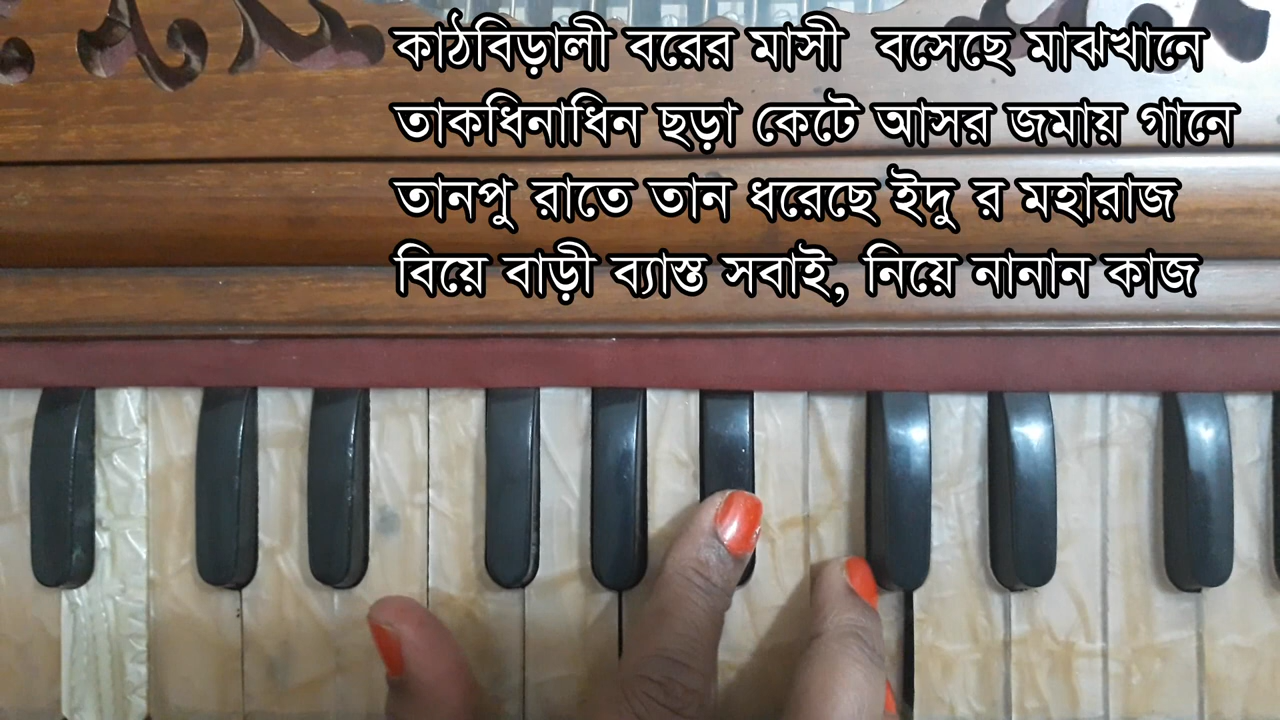 কাঠবিড়ালী বরের মাসী বসেছে মাঝখানে
তাকধিনাধিন ছড়া কেটে আসর জমায় গানে
তানপু রাতে তান ধরেছে ইদু র মহারাজ
বিয়ে বাড়ী ব্যাস্ত সবাই, নিয়ে নানান কাজ